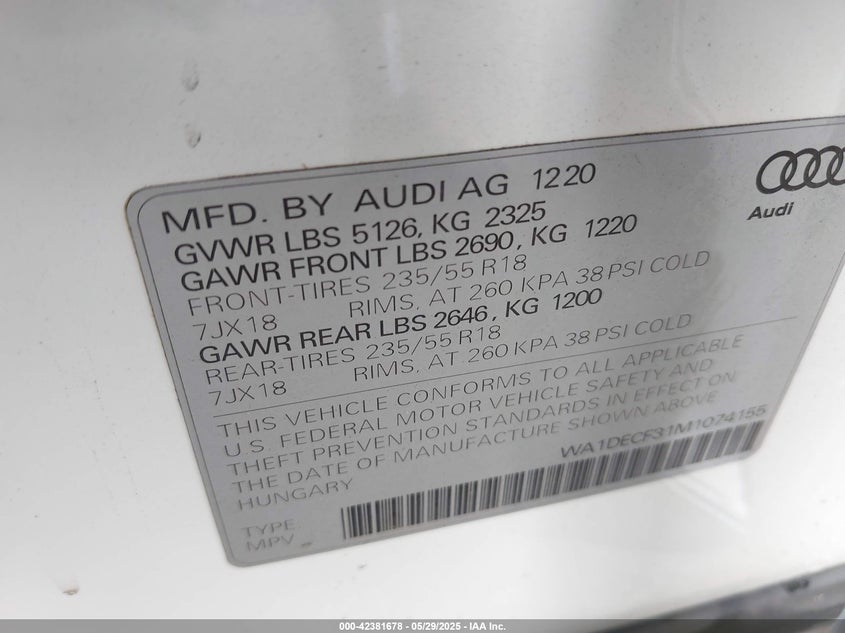 MFD. BY AUDI AG 1220
GVWR LBS 5126, KG 2325
GAWR FRONT LBS 2690, KG 1220
FRONT-TIRES 235/55 R18
7JX18 RIMS, AT 260 KPA 38 PSI COLD
GAWR REAR LBS 2646, KG 1200
REAR-TIRES 235/55 R18
7JX18 RIMS, AT 260 KPA 38 PSI COLD
THIS VEHICLE CONFORMS TO ALL APPLICABLE
U.S. FEDERAL MOTOR VEHICLE SAFETY AND
THEFT PREVENTION STANDARDS IN EFFECT ON
THE DATE OF MANUFACTURE SHOWN ABOVE
HUNGARY WA1DECF31M1074155
TYPE:
MPV
Audi
000-42381678 - 05/29/2025 - IAA Inc.